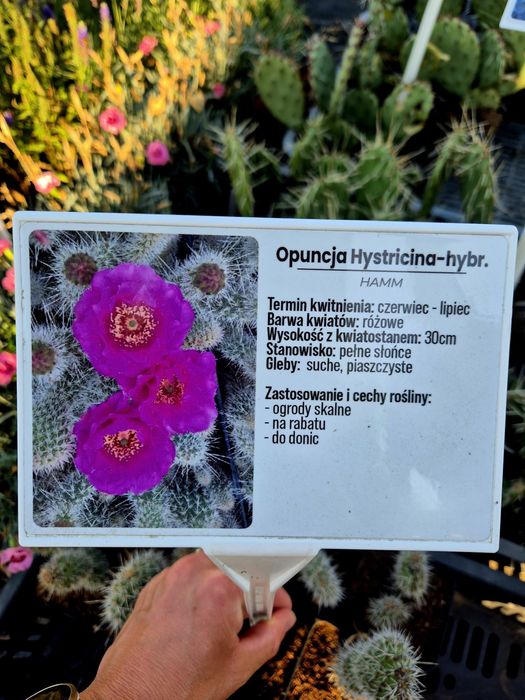 Opuncja Hystricina-hybr.
HAMM
Termin kwitnienia: czerwiec - lipiec
Barwa kwiatów: różowe
Wysokość z kwiatostanem: 30cm
Stanowisko: pełne słońce
Gleby: suche, piaszczyste
Zastosowanie i cechy rośliny:
- ogrody skalne
- na rabatu
- do donic